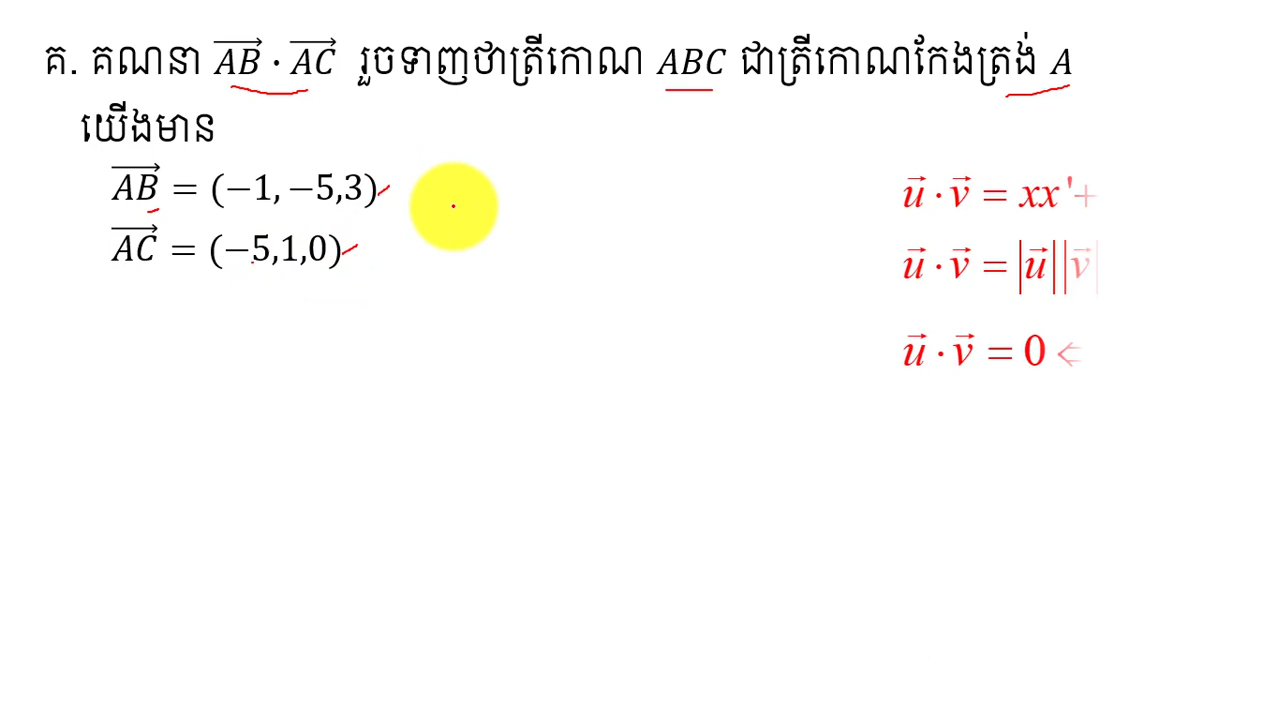 គ. គណនា $\overrightarrow{AB} \cdot \overrightarrow{AC}$ រួចទាញថាត្រីកោណ ABC ជាត្រីកោណកែងត្រង់ A
យើងមាន
$\overrightarrow{AB} = (-1, -5,3)$
$\overrightarrow{AC} = (-5,1,0)$
$\vec{u} \cdot \vec{v} = xx' +$
$\vec{u} \cdot \vec{v} = |\vec{u}||\vec{v}|$
$\vec{u} \cdot \vec{v} = 0 \Leftarrow$